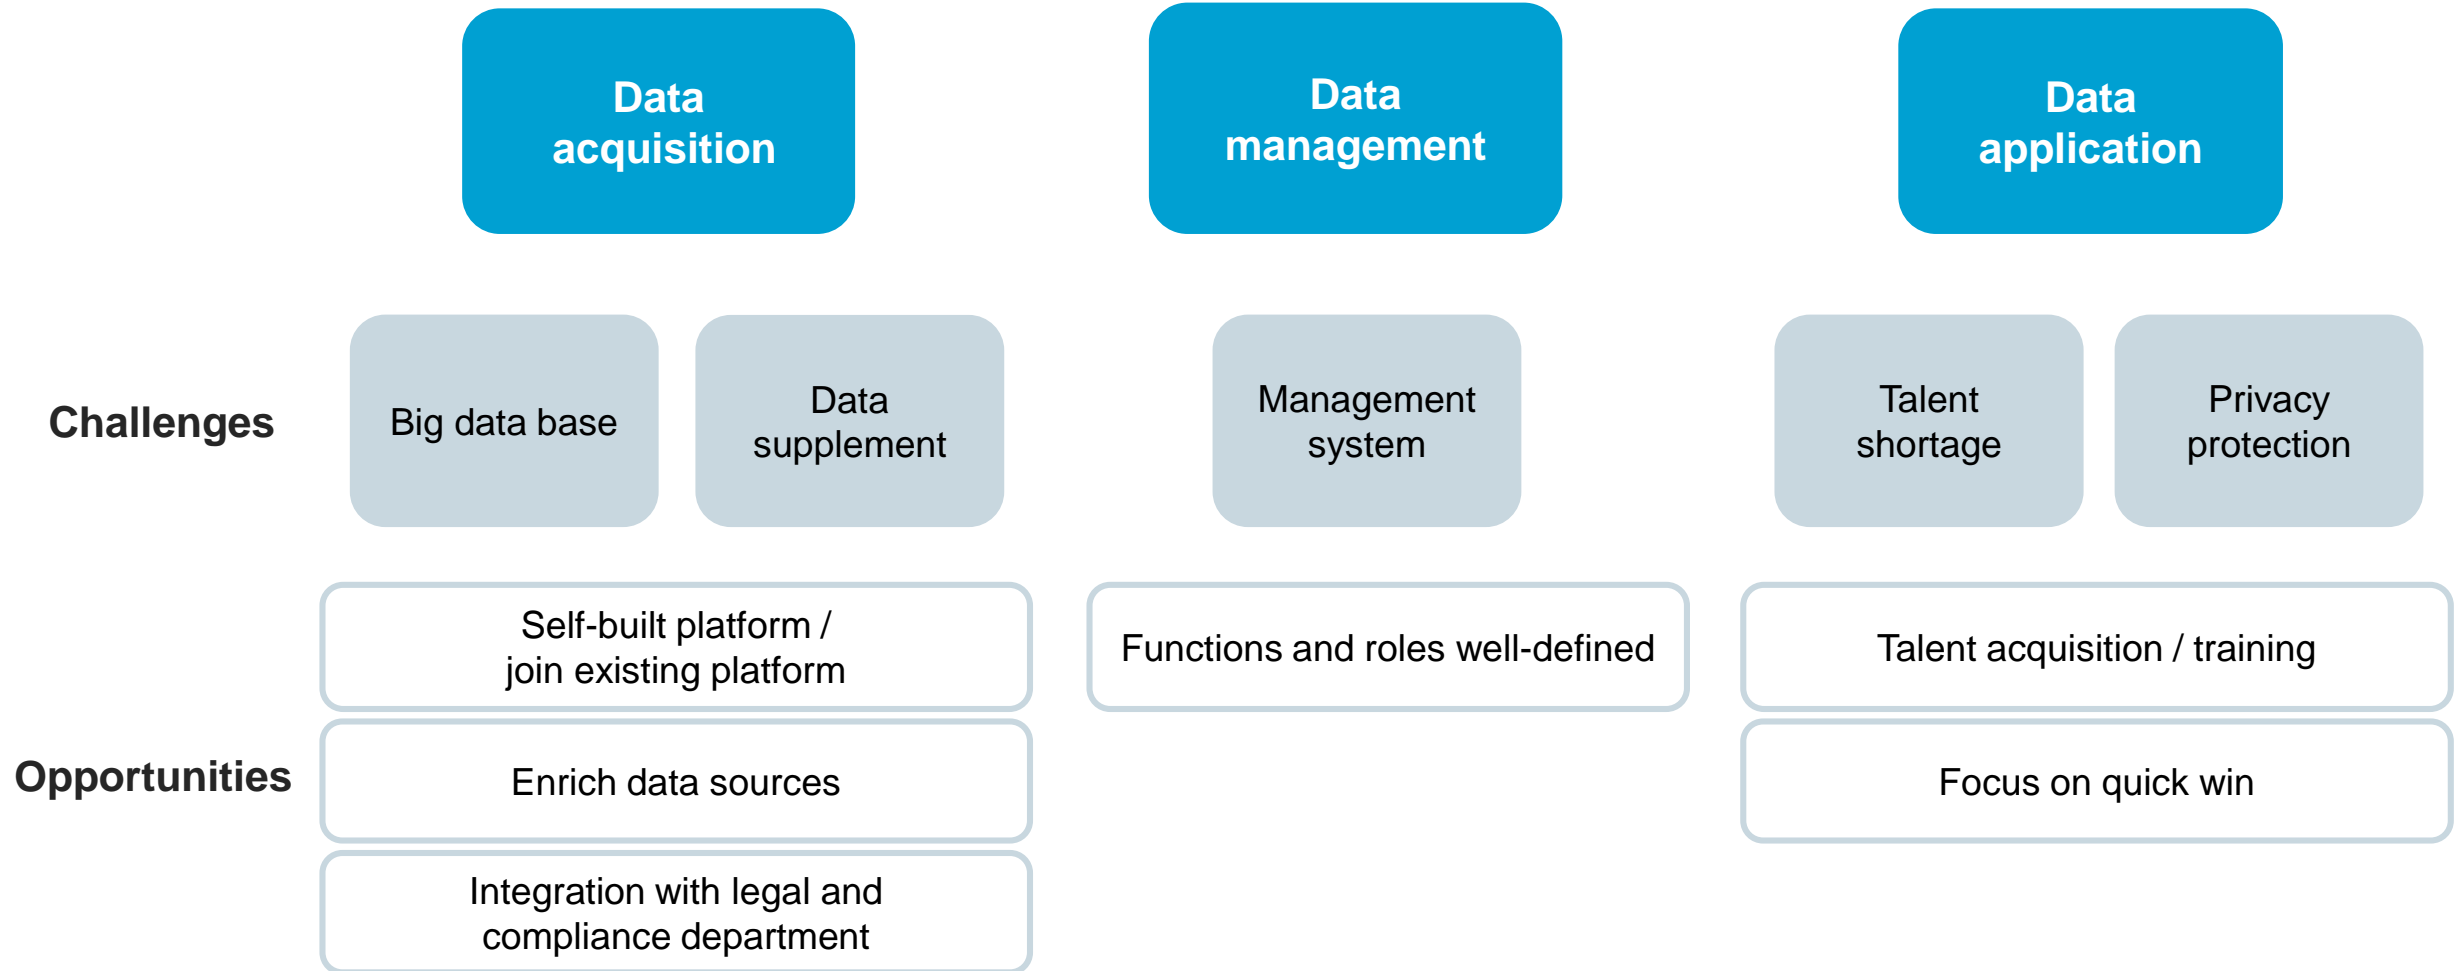 Data
acquisition
Data
management
Data
application
Challenges
Big data base
Data
supplement
Management
system
Talent
shortage
Privacy
protection
Opportunities
Self-built platform /
join existing platform
Functions and roles well-defined
Talent acquisition / training
Enrich data sources
Focus on quick win
Integration with legal and
compliance department